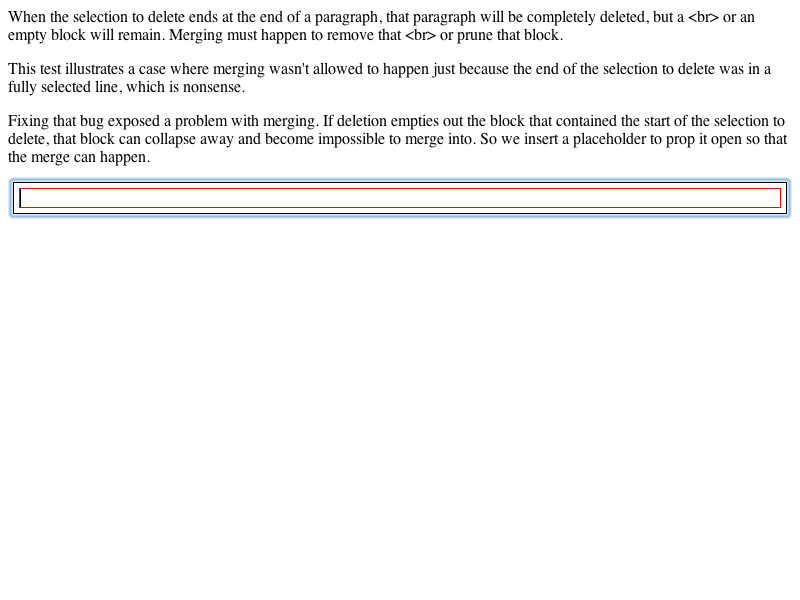 When the selection to delete ends at the end of a paragraph, that paragraph will be completely deleted, but a <br> or an
empty block will remain. Merging must happen to remove that <br> or prune that block.
This test illustrates a case where merging wasn't allowed to happen just because the end of the selection to delete was in a
fully selected line, which is nonsense.
Fixing that bug exposed a problem with merging. If deletion empties out the block that contained the start of the selection to
delete, that block can collapse away and become impossible to merge into. So we insert a placeholder to prop it open so that
the merge can happen.